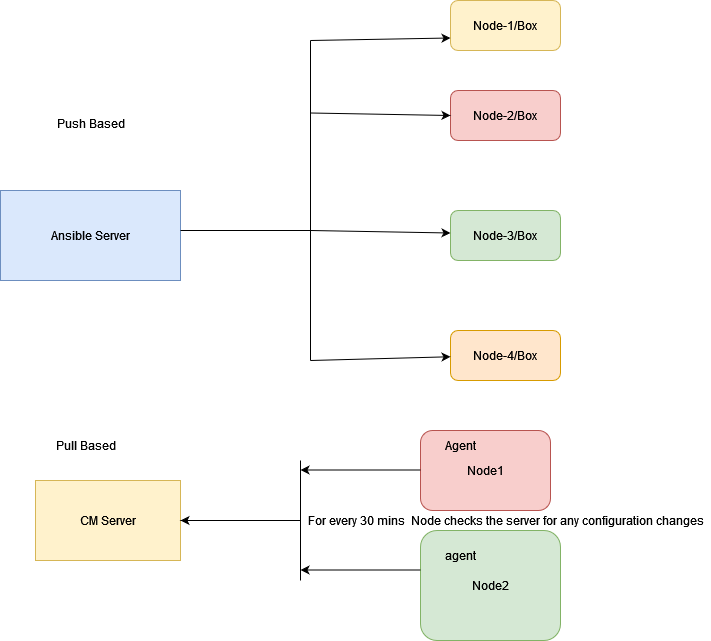 Node-1/Box
Node-2/Box
Push Based
Ansible Server
Node-3/Box
Node-4/Box
Pull Based
Agent
Node1
CM Server
For every 30 mins Node checks the server for any configuration changes
agent
Node2